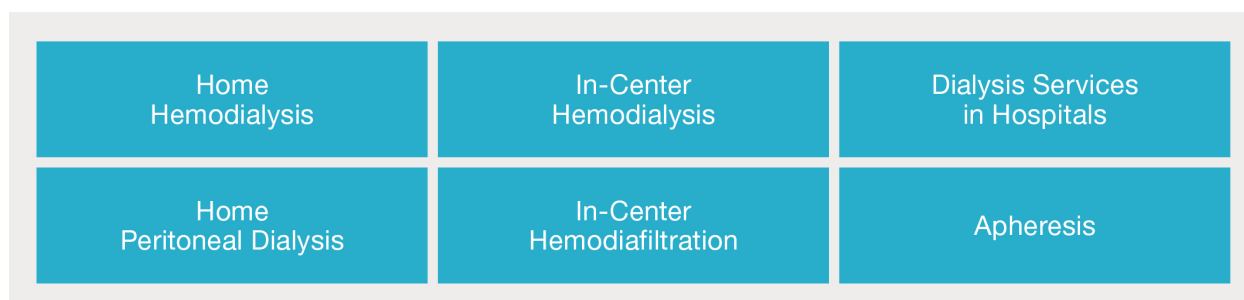 Home
Hemodialysis
In-Center
Hemodialysis
Dialysis Services
in Hospitals
Home
Peritoneal Dialysis
In-Center
Hemodiafiltration
Apheresis